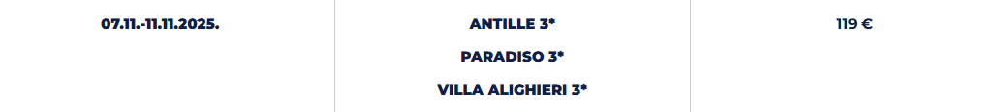 07.11.-11.11.2025.
ANTILLE 3*
PARADISO 3*
VILLA ALIGHIERI 3*
119 €